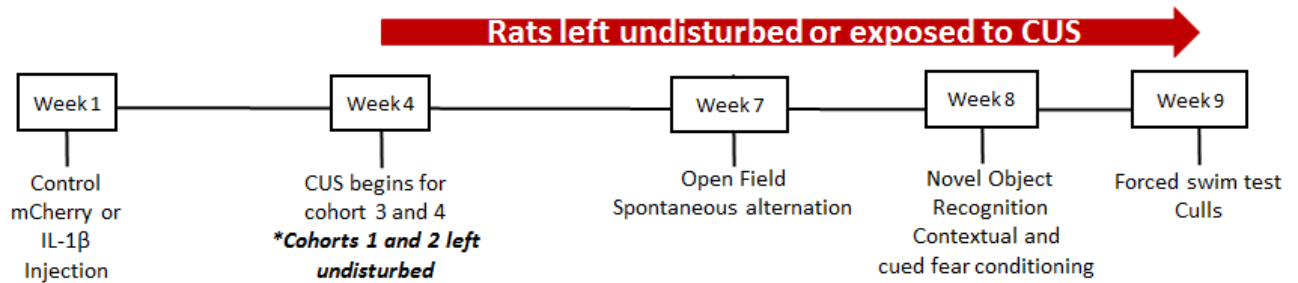 Rats left undisturbed or exposed to CUS
Week 1
Week 4
Week 7
Week 8
Week 9
Control
mCherry or
IL-1β
Injection
CUS begins for
cohort 3 and 4
*Cohorts 1 and 2 left
undisturbed
Open Field
Spontaneous alternation
Novel Object
Recognition
Contextual and
cued fear conditioning
Forced swim test
Culls